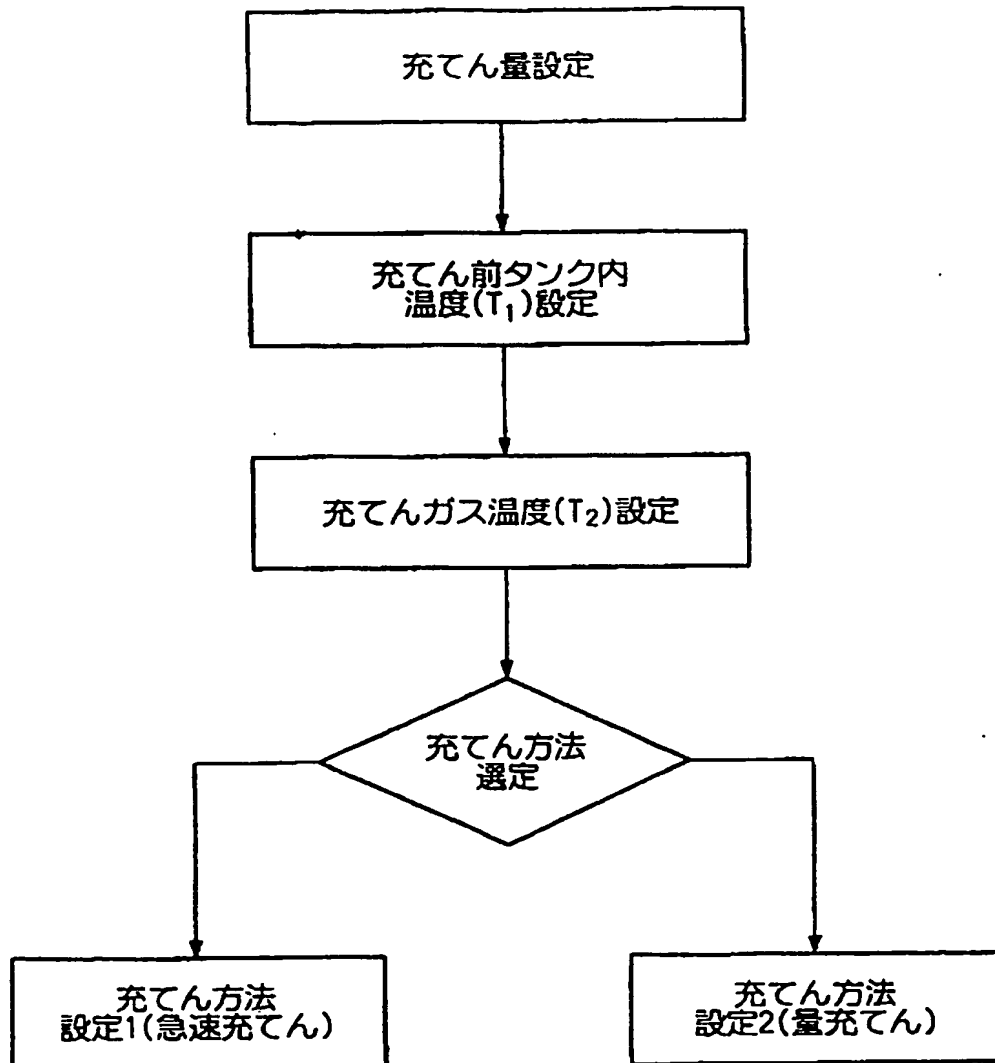 充てん量設定
充てん前タンク内
温度(T₁)設定
充てんガス温度(T₂)設定
充てん方法
選定
充てん方法
設定1(急速充てん)
充てん方法
設定2(量充てん)